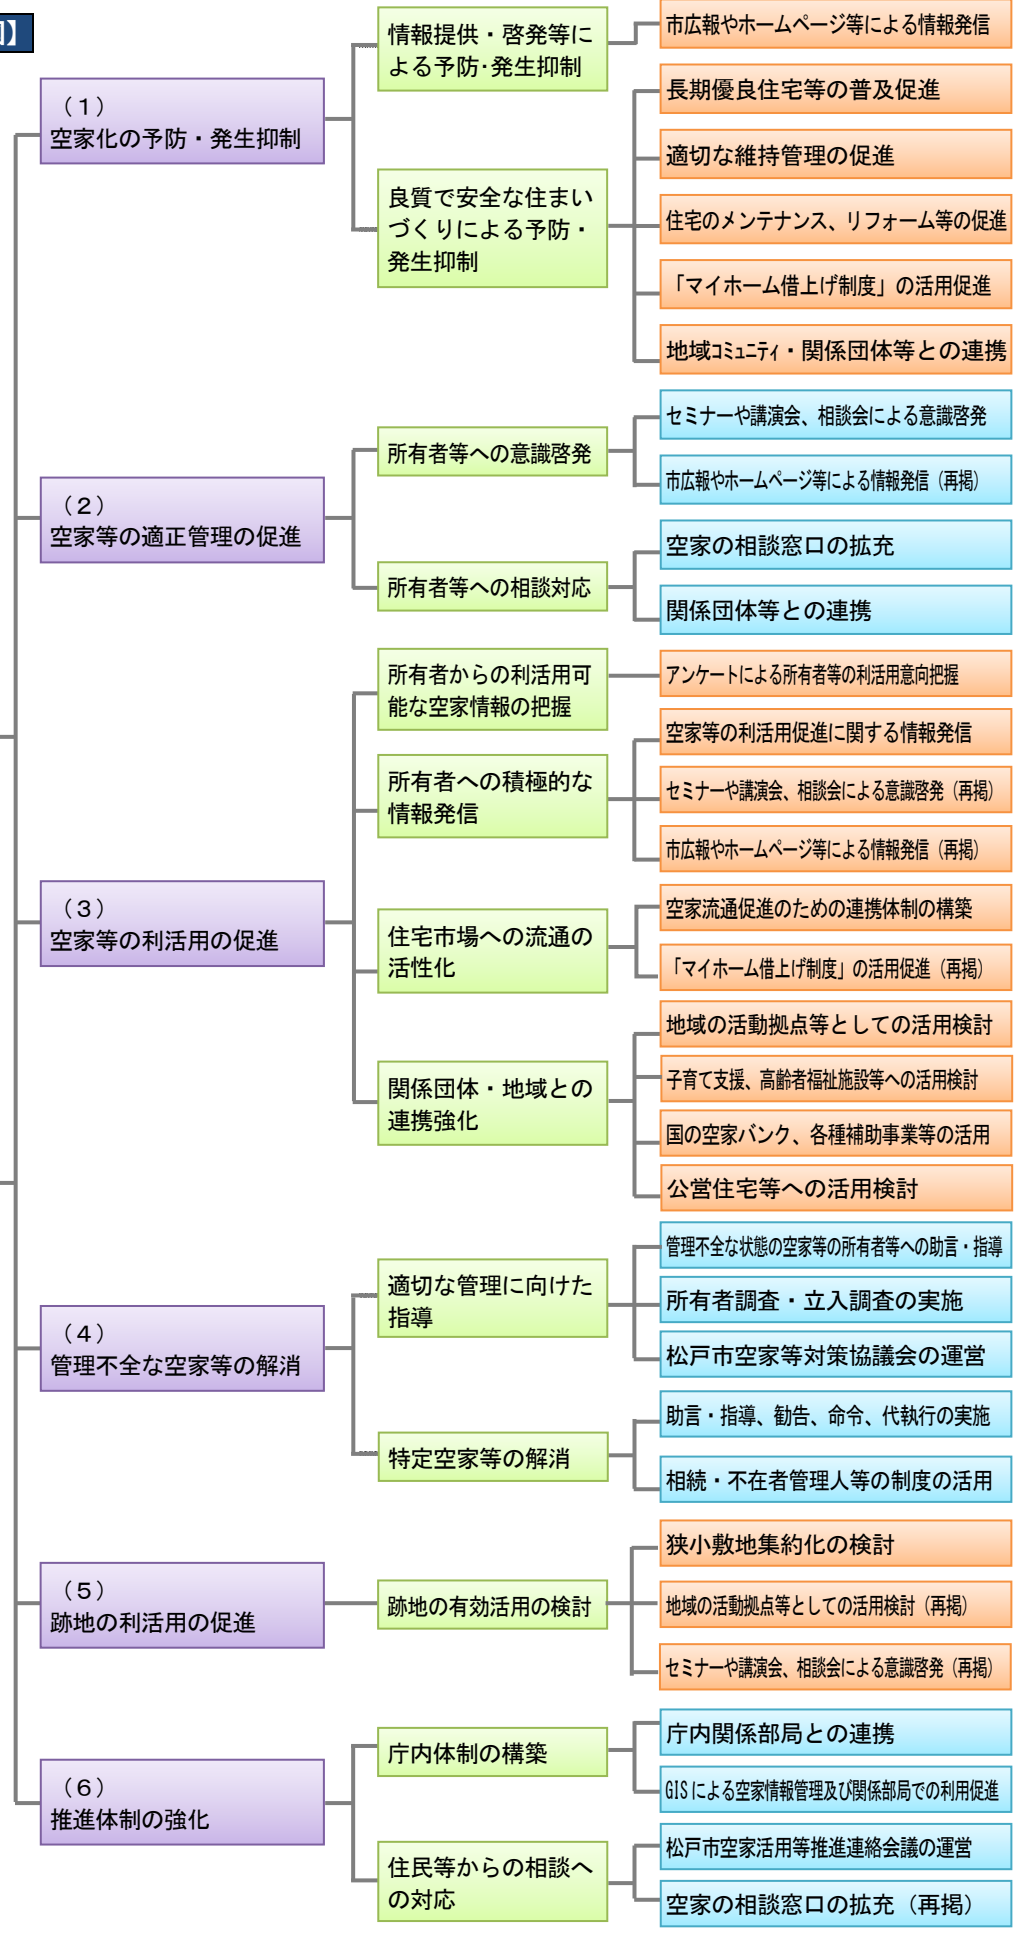 図】
（１）
空家化の予防・発生抑制
情報提供・啓発等に
よる予防･発生抑制
市広報やホームページ等による情報発信
良質で安全な住まい
づくりによる予防・
発生抑制
長期優良住宅等の普及促進
適切な維持管理の促進
住宅のメンテナンス、リフォーム等の促進
「マイホーム借上げ制度」の活用促進
地域ｺﾐｭﾆﾃｨ・関係団体等との連携
（２）
空家等の適正管理の促進
所有者等への意識啓発
セミナーや講演会、相談会による意識啓発
市広報やホームページ等による情報発信（再掲）
所有者等への相談対応
空家の相談窓口の拡充
関係団体等との連携
（３）
空家等の利活用の促進
所有者からの利活用可
能な空家情報の把握
アンケートによる所有者等の利活用意向把握
所有者への積極的な
情報発信
空家等の利活用促進に関する情報発信
セミナーや講演会、相談会による意識啓発（再掲）
市広報やホームページ等による情報発信（再掲）
住宅市場への流通の
活性化
空家流通促進のための連携体制の構築
「マイホーム借上げ制度」の活用促進（再掲）
関係団体・地域との
連携強化
地域の活動拠点等としての活用検討
子育て支援、高齢者福祉施設等への活用検討
国の空家バンク、各種補助事業等の活用
公営住宅等への活用検討
（４）
管理不全な空家等の解消
適切な管理に向けた
指導
管理不全な状態の空家等の所有者等への助言・指導
所有者調査・立入調査の実施
松戸市空家等対策協議会の運営
特定空家等の解消
助言・指導、勧告、命令、代執行の実施
相続・不在者管理人等の制度の活用
（５）
跡地の利活用の促進
跡地の有効活用の検討
狭小敷地集約化の検討
地域の活動拠点等としての活用検討（再掲）
セミナーや講演会、相談会による意識啓発（再掲）
（６）
推進体制の強化
庁内体制の構築
庁内関係部局との連携
GISによる空家情報管理及び関係部局での利用促進
住民等からの相談へ
の対応
松戸市空家活用等推進連絡会議の運営
空家の相談窓口の拡充（再掲）